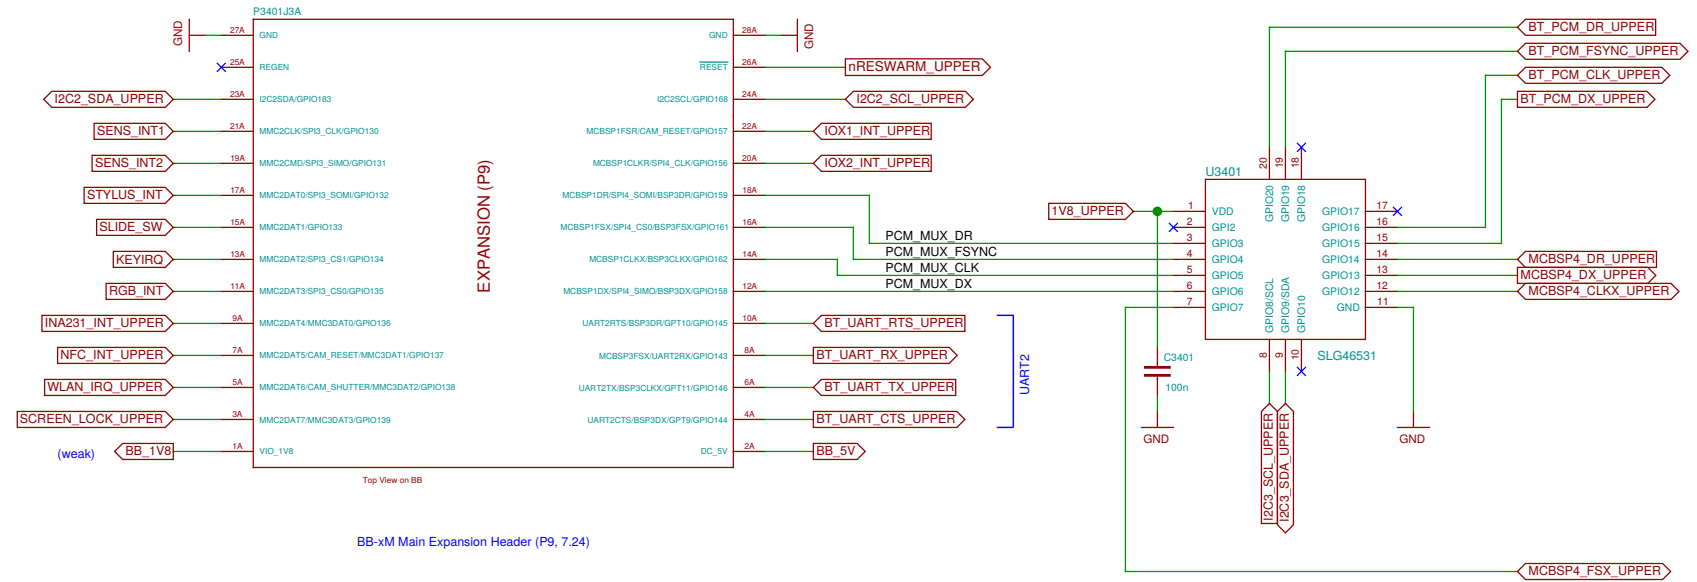 P3401J3A
GND 27A GND GND 28A GND
25A REGEN RESET 26A nRESWARM_UPPER
I2C2_SDA_UPPER 23A I2C2SDA/GPIO183 I2C2SCL/GPIO168 24A I2C2_SCL_UPPER
SENS_INT1 21A MMC2CLK/SPI3_CLK/GPIO130 MCBSP1FSR/CAM_RESET/GPIO157 22A IOX1_INT_UPPER
SENS_INT2 19A MMC2CMD/SPI3_SIMO/GPIO131 MCBSP1CLKR/SPI4_CLK/GPIO156 20A IOX2_INT_UPPER
STYLUS_INT 17A MMC2DAT0/SPI3_SOMI/GPIO132 MCBSP1DR/SPI4_SOMI/BSP3DR/GPIO159 18A
SLIDE_SW 15A MMC2DAT1/GPIO133 MCBSP1FSX/SPI4_CS0/BSP3FSX/GPIO161 16A
KEYIRQ 13A MMC2DAT2/SPI3_CS1/GPIO134 MCBSP1CLKX/BSP3CLKX/GPIO162 14A
RGB_INT 11A MMC2DAT3/SPI3_CS0/GPIO135 MCBSP1DX/SPI4_SIMO/BSP3DX/GPIO158 12A
INA231_INT_UPPER 9A MMC2DAT4/MMC3DAT0/GPIO136 UART2RTS/BSP3DR/GPT10/GPIO145 10A BT_UART_RTS_UPPER
NFC_INT_UPPER 7A MMC2DAT5/CAM_RESET/MMC3DAT1/GPIO137 MCBSP3FSX/UART2RX/GPIO143 8A BT_UART_RX_UPPER
WLAN_IRQ_UPPER 5A MMC2DAT6/CAM_SHUTTER/MMC3DAT2/GPIO138 UART2TX/BSP3CLKX/GPT11/GPIO146 6A BT_UART_TX_UPPER
SCREEN_LOCK_UPPER 3A MMC2DAT7/MMC3DAT3/GPIO139 UART2CTS/BSP3DX/GPT9/GPIO144 4A BT_UART_CTS_UPPER
(weak) BB_1V8 1A VIO_1V8 DC_5V 2A BB_5V
EXPANSION (P9)
UART2
Top View on BB
BB-xM Main Expansion Header (P9, 7.24)
PCM_MUX_DR
PCM_MUX_FSYNC
PCM_MUX_CLK
PCM_MUX_DX
BT_PCM_DR_UPPER
BT_PCM_FSYNC_UPPER
BT_PCM_CLK_UPPER
BT_PCM_DX_UPPER
U3401
20 19 18
GPIO20 GPIO19 GPIO18
1V8_UPPER 1 VDD GPIO17 17
2 GPI2 GPIO16 16
3 GPIO3 GPIO15 15
4 GPIO4 GPIO14 14 MCBSP4_DR_UPPER
5 GPIO5 GPIO13 13 MCBSP4_DX_UPPER
6 GPIO6 GPIO12 12 MCBSP4_CLKX_UPPER
7 GPIO7 GND 11
GPIO8/SCL GPIO9/SDA GPIO10
8 9 10
SLG46531
C3401
100n
GND
GND
I2C3_SCL_UPPER
I2C3_SDA_UPPER
MCBSP4_FSX_UPPER